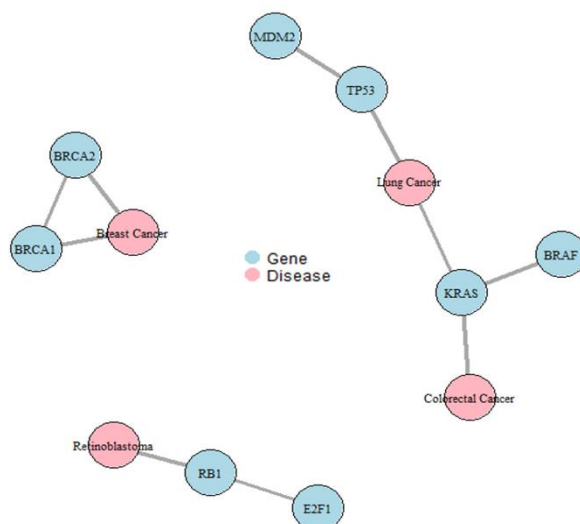 MDM2
TP53
BRCA2
Lung Cancer
Breast Cancer
BRCA1
Gene
Disease
BRAF
KRAS
Colorectal Cancer
Retinoblastoma
RB1
E2F1